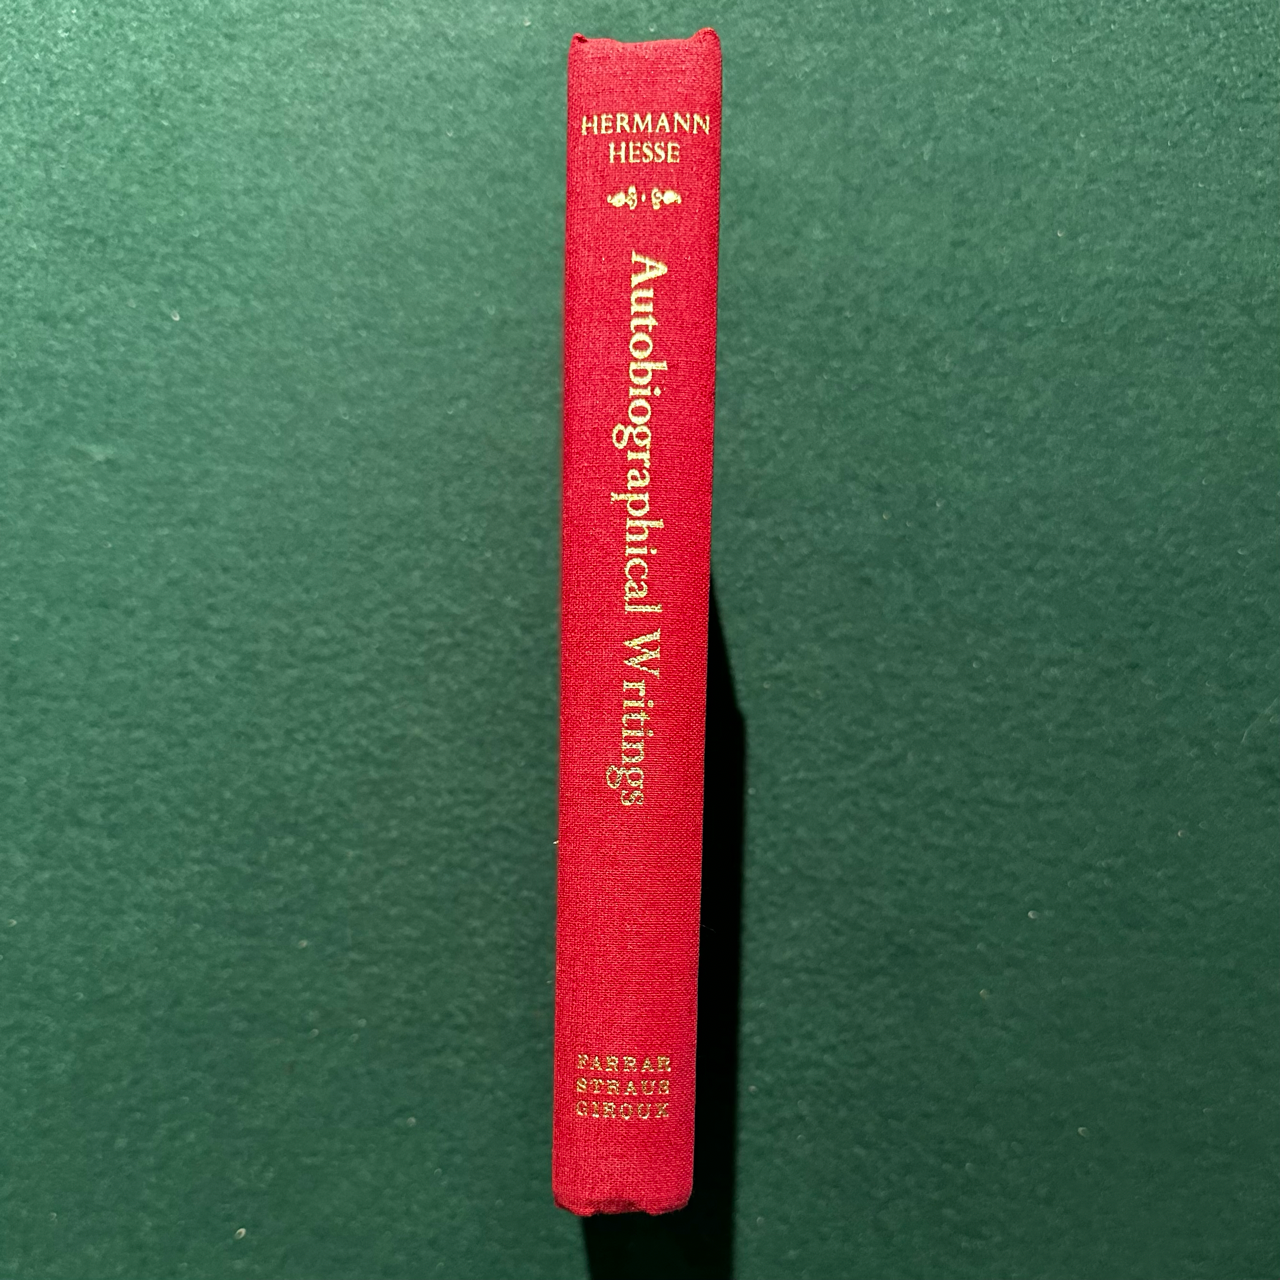 HERMANN
HESSE
Autobiographical Writings
FARRAR
STRAUS
GIROUX